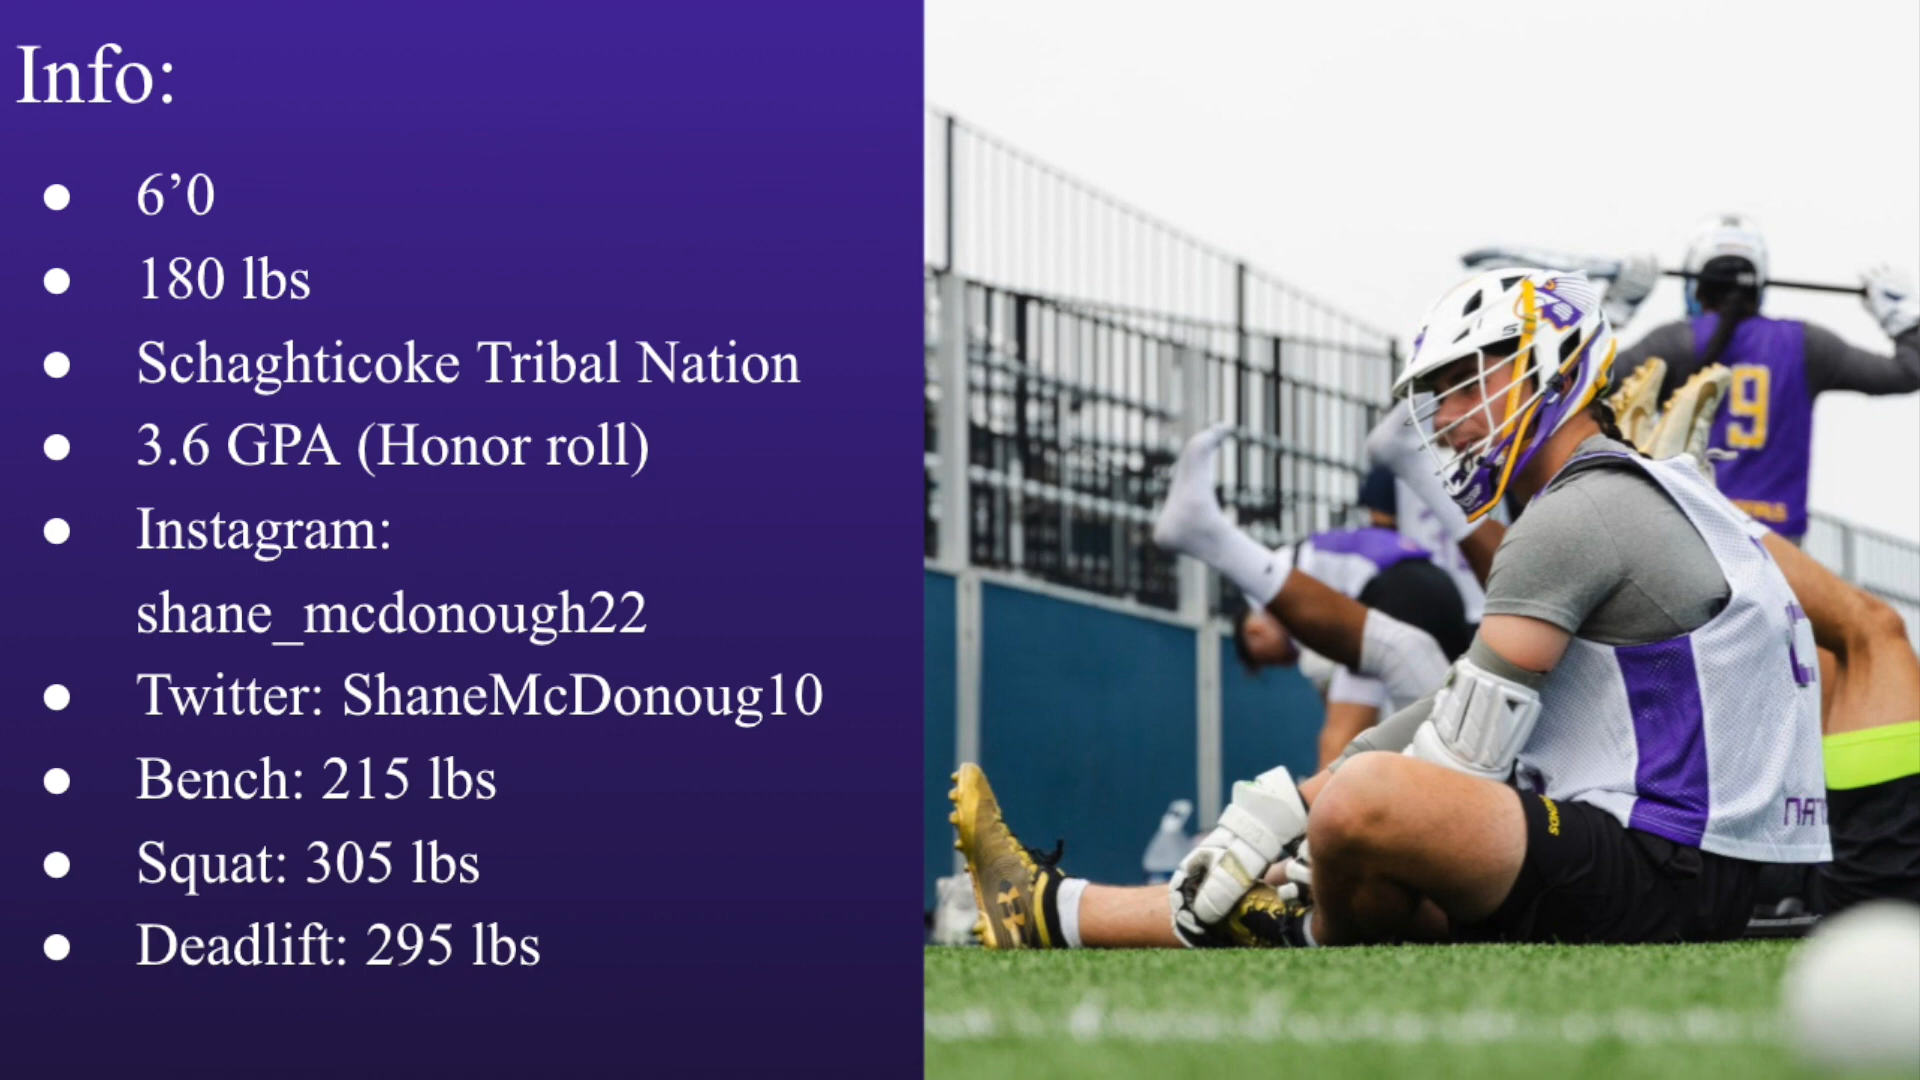 Info:
● 6’0
● 180 lbs
● Schaghticoke Tribal Nation
● 3.6 GPA (Honor roll)
● Instagram:
shane_mcdonough22
● Twitter: ShaneMcDonoug10
● Bench: 215 lbs
● Squat: 305 lbs
● Deadlift: 295 lbs
9